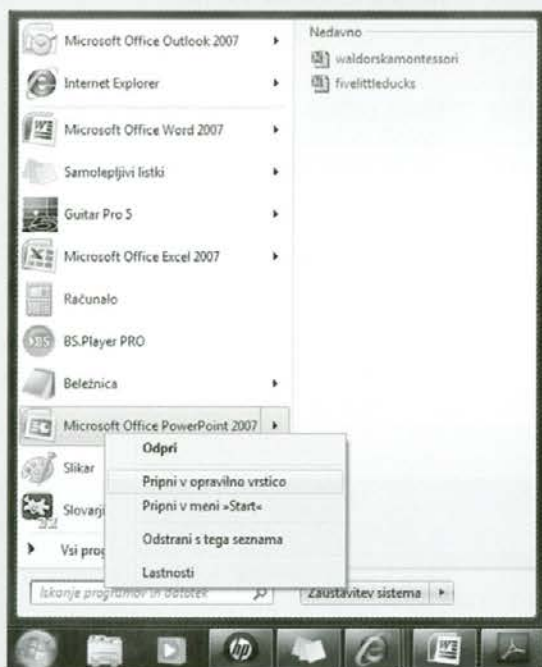 Microsoft Office Outlook 2007
Internet Explorer
Microsoft Office Word 2007
Samolepljivi listki
Guitar Pro 5
Microsoft Office Excel 2007
Računalo
BS.Player PRO
Beležnica
Microsoft Office PowerPoint 2007
Slikar
Slovarji
Vsi prog
Iskanje programov in datotek
Nedavno
waldorskamontessori
fivelittleducks
Odpri
Pripni v opravilno vrstico
Pripni v meni »Start«
Odstrani s tega seznama
Lastnosti
Zaustavitev sistema
hp